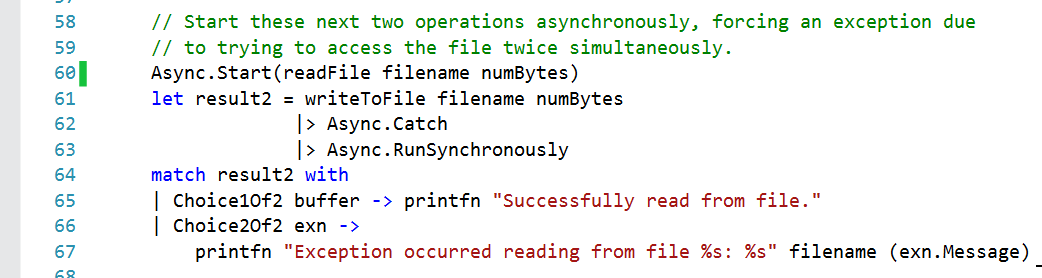 58 // Start these next two operations asynchronously, forcing an exception due
59 // to trying to access the file twice simultaneously.
60 Async.Start(readFile filename numBytes)
61 let result2 = writeToFile filename numBytes
62 |> Async.Catch
63 |> Async.RunSynchronously
64 match result2 with
65 | Choice1Of2 buffer -> printfn "Successfully read from file."
66 | Choice2Of2 exn ->
67 printfn "Exception occurred reading from file %s: %s" filename (exn.Message)
68